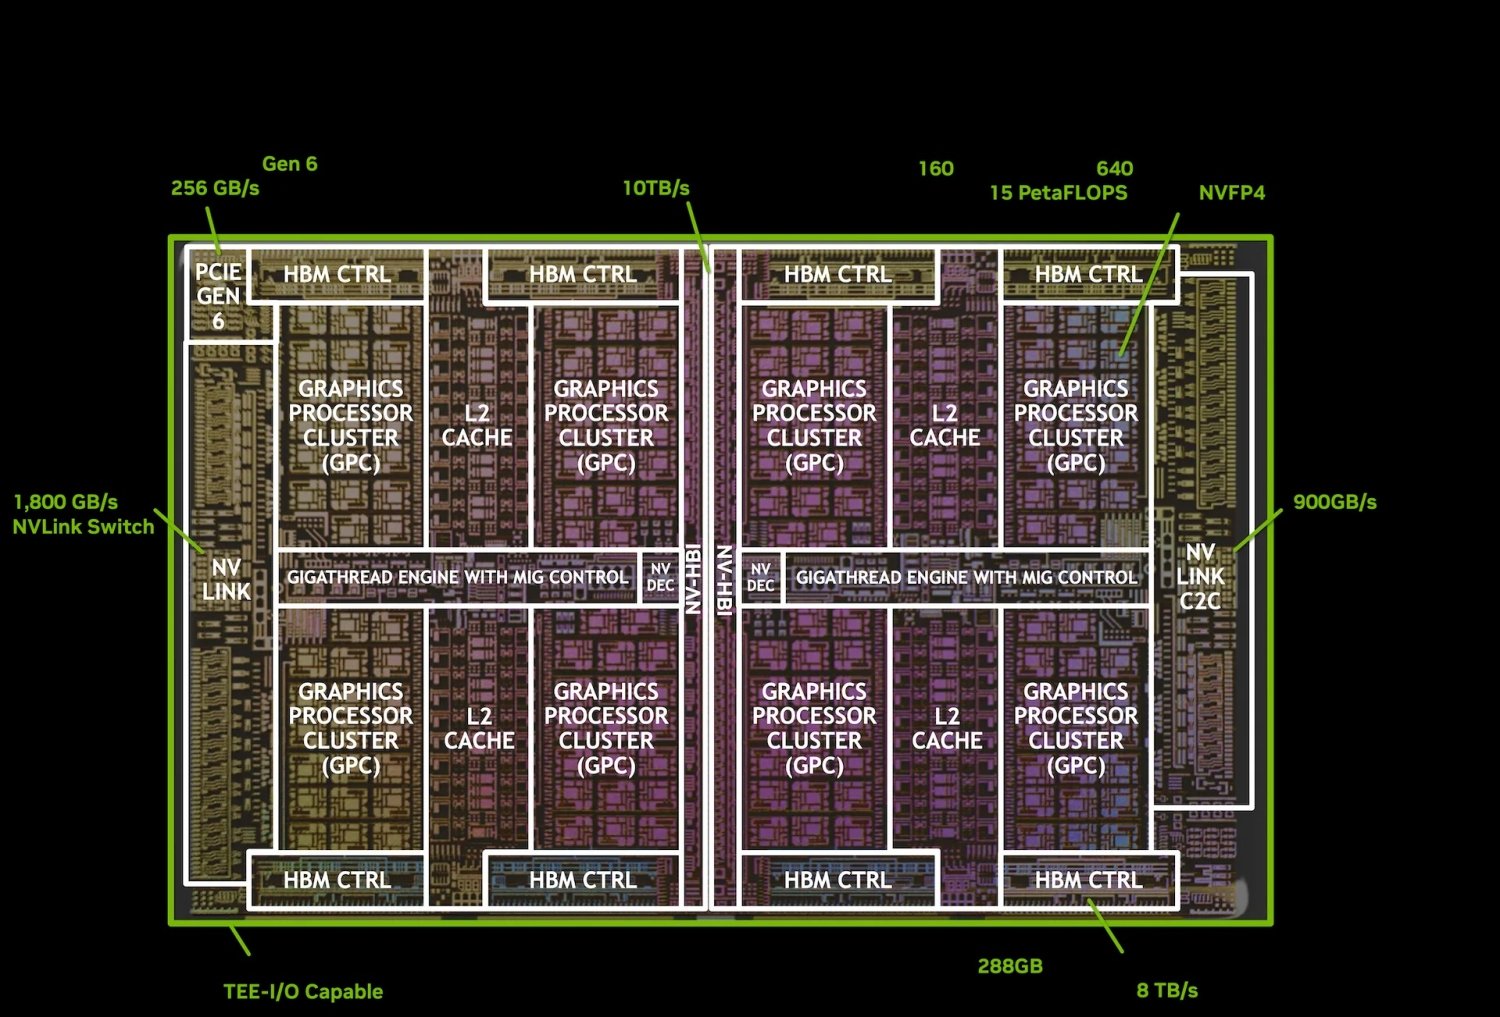 Gen 6
256 GB/s
10TB/s
160
640
15 PetaFLOPS
NVFP4
PCIE
GEN
6
HBM CTRL
HBM CTRL
HBM CTRL
HBM CTRL
GRAPHICS
PROCESSOR
CLUSTER
(GPC)
L2
CACHE
GRAPHICS
PROCESSOR
CLUSTER
(GPC)
GRAPHICS
PROCESSOR
CLUSTER
(GPC)
L2
CACHE
GRAPHICS
PROCESSOR
CLUSTER
(GPC)
1,800 GB/s
NVLink Switch
900GB/s
NV
LINK
GIGATHREAD ENGINE WITH MIG CONTROL
NV
DEC
NV-HBI
NV-HBI
NV
DEC
GIGATHREAD ENGINE WITH MIG CONTROL
NV
LINK
C2C
GRAPHICS
PROCESSOR
CLUSTER
(GPC)
L2
CACHE
GRAPHICS
PROCESSOR
CLUSTER
(GPC)
GRAPHICS
PROCESSOR
CLUSTER
(GPC)
L2
CACHE
GRAPHICS
PROCESSOR
CLUSTER
(GPC)
HBM CTRL
HBM CTRL
HBM CTRL
HBM CTRL
288GB
8 TB/s
TEE-I/O Capable